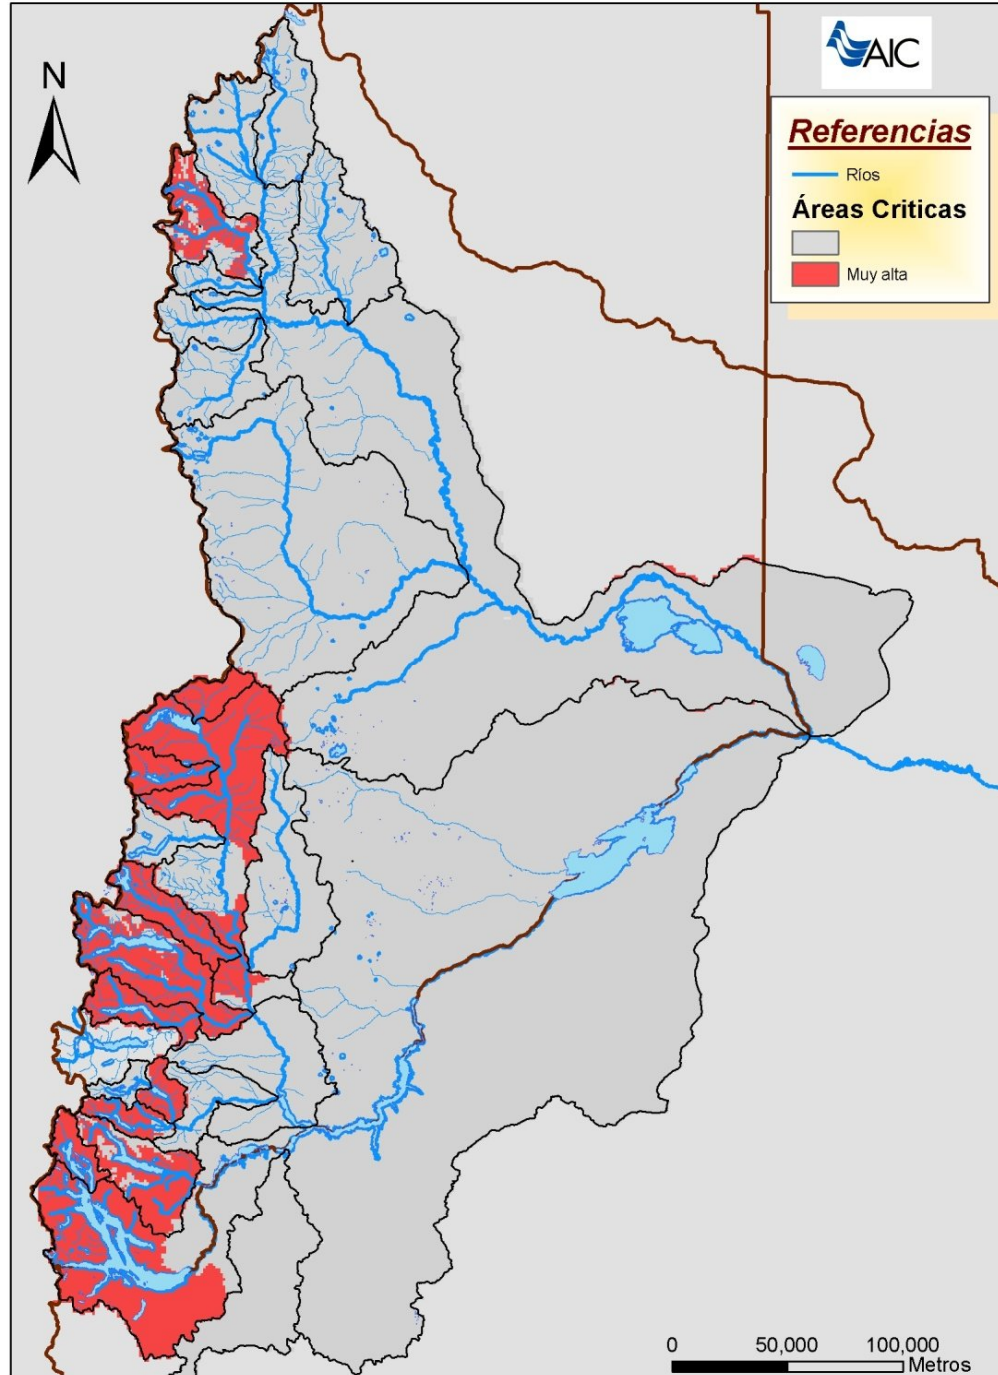 N
AIC
Referencias
Ríos
Áreas Criticas
Muy alta
0 50,000 100,000
Metros